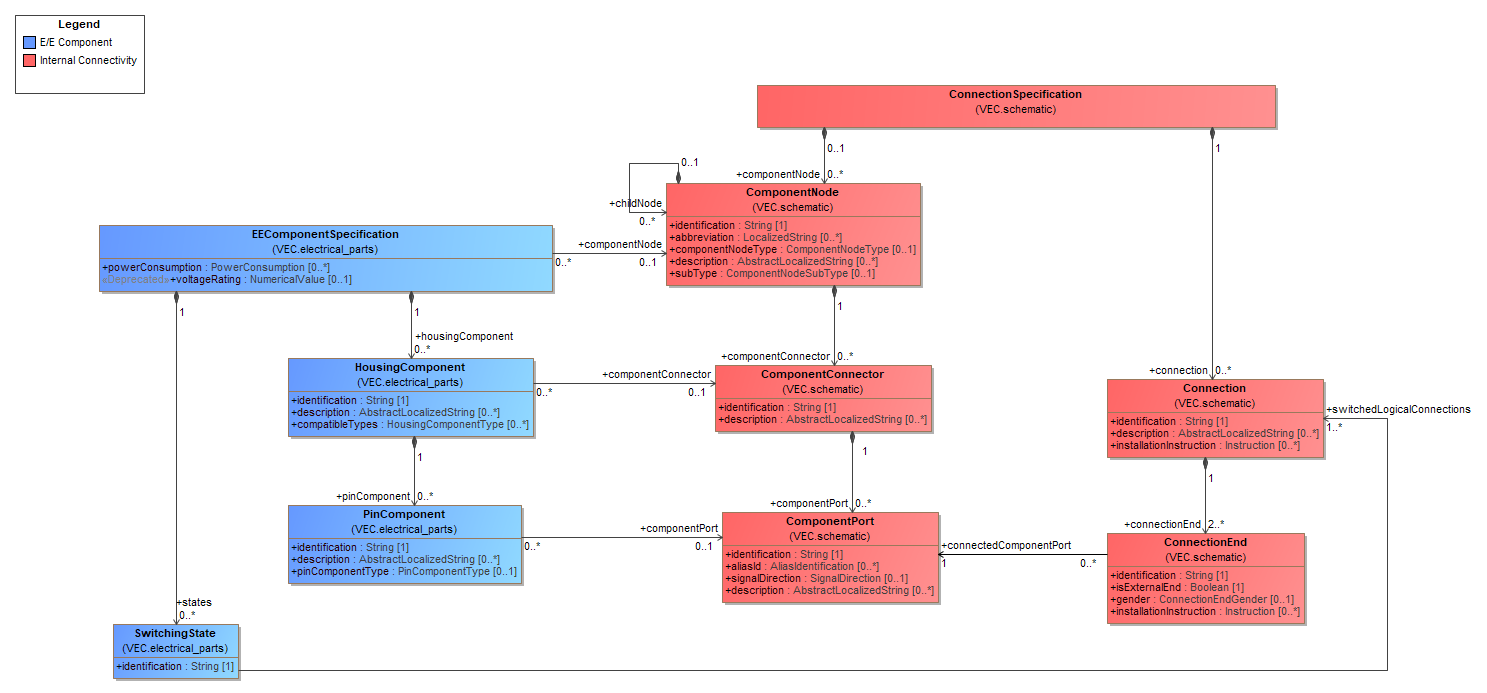 Legend
E/E Component
Internal Connectivity
ConnectionSpecification
(VEC.schematic)
0..1
1
+componentNode
0..*
0..1
+childNode
0..*
ComponentNode
(VEC.schematic)
+identification : String [1]
+abbreviation : LocalizedString [0..*]
+componentNodeType : ComponentNodeType [0..1]
+description : AbstractLocalizedString [0..*]
+subType : ComponentNodeSubType [0..1]
EEComponentSpecification
(VEC.electrical_parts)
+powerConsumption : PowerConsumption [0..*]
«Deprecated»+voltageRating : NumericalValue [0..1]
+componentNode
0..*
0..1
1
1
1
+housingComponent
0..*
+componentConnector
0..*
HousingComponent
(VEC.electrical_parts)
+identification : String [1]
+description : AbstractLocalizedString [0..*]
+compatibleTypes : HousingComponentType [0..*]
+componentConnector
0..*
0..1
ComponentConnector
(VEC.schematic)
+identification : String [1]
+description : AbstractLocalizedString [0..*]
+connection
0..*
Connection
(VEC.schematic)
+identification : String [1]
+description : AbstractLocalizedString [0..*]
+installationInstruction : Instruction [0..*]
+switchedLogicalConnections
1..*
1
1
1
+pinComponent
0..*
+componentPort
0..*
+connectionEnd
2..*
PinComponent
(VEC.electrical_parts)
+identification : String [1]
+description : AbstractLocalizedString [0..*]
+pinComponentType : PinComponentType [0..1]
+componentPort
0..*
0..1
ComponentPort
(VEC.schematic)
+identification : String [1]
+aliasId : AliasIdentification [0..*]
+signalDirection : SignalDirection [0..1]
+description : AbstractLocalizedString [0..*]
+connectedComponentPort
1
0..*
ConnectionEnd
(VEC.schematic)
+identification : String [1]
+isExternalEnd : Boolean [1]
+gender : ConnectionEndGender [0..1]
+installationInstruction : Instruction [0..*]
+states
0..*
SwitchingState
(VEC.electrical_parts)
+identification : String [1]